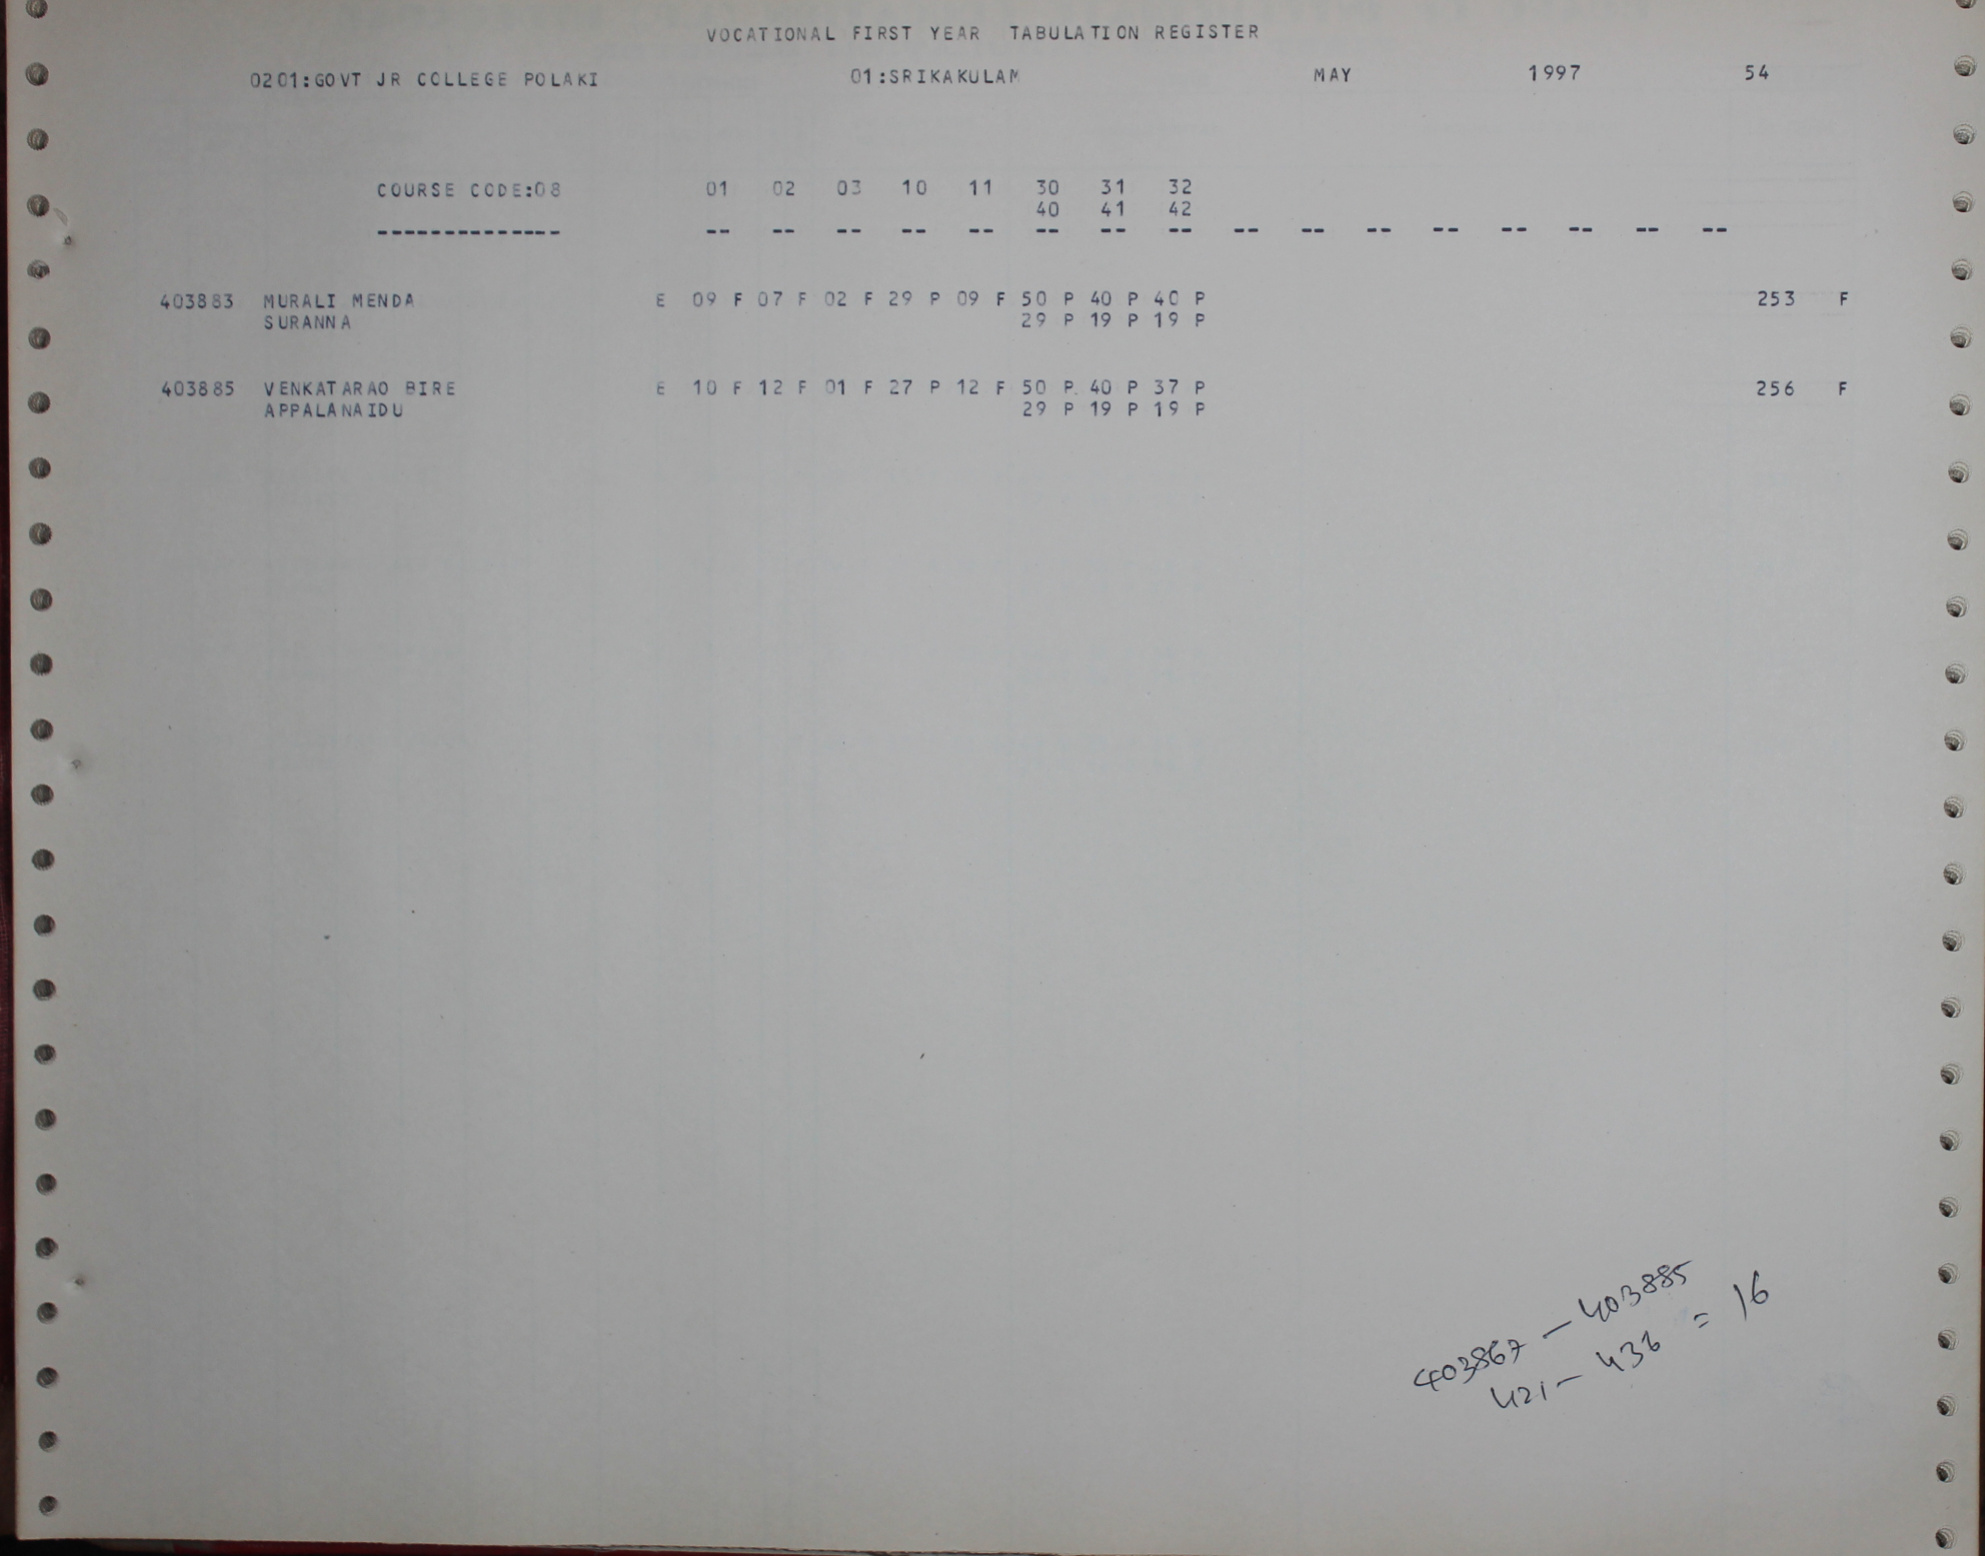 VOCATIONAL FIRST YEAR TABULATION REGISTER
0201:GOVT JR COLLEGE POLAKI 01:SRIKAKULAM MAY 1997 54
COURSE CODE:08 01 02 03 10 11 30 31 32
40 41 42
-------------- -- -- -- -- -- -- -- -- -- -- -- -- -- -- -- --
403883 MURALI MENDA E 09 F 07 F 02 F 29 P 09 F 50 P 40 P 40 P 253 F
SURANNA 29 P 19 P 19 P
403885 VENKATARAO BIRE E 10 F 12 F 01 F 27 P 12 F 50 P 40 P 37 P 256 F
APPALANAIDU 29 P 19 P 19 P
403867 — 403885
421 — 436 = 16